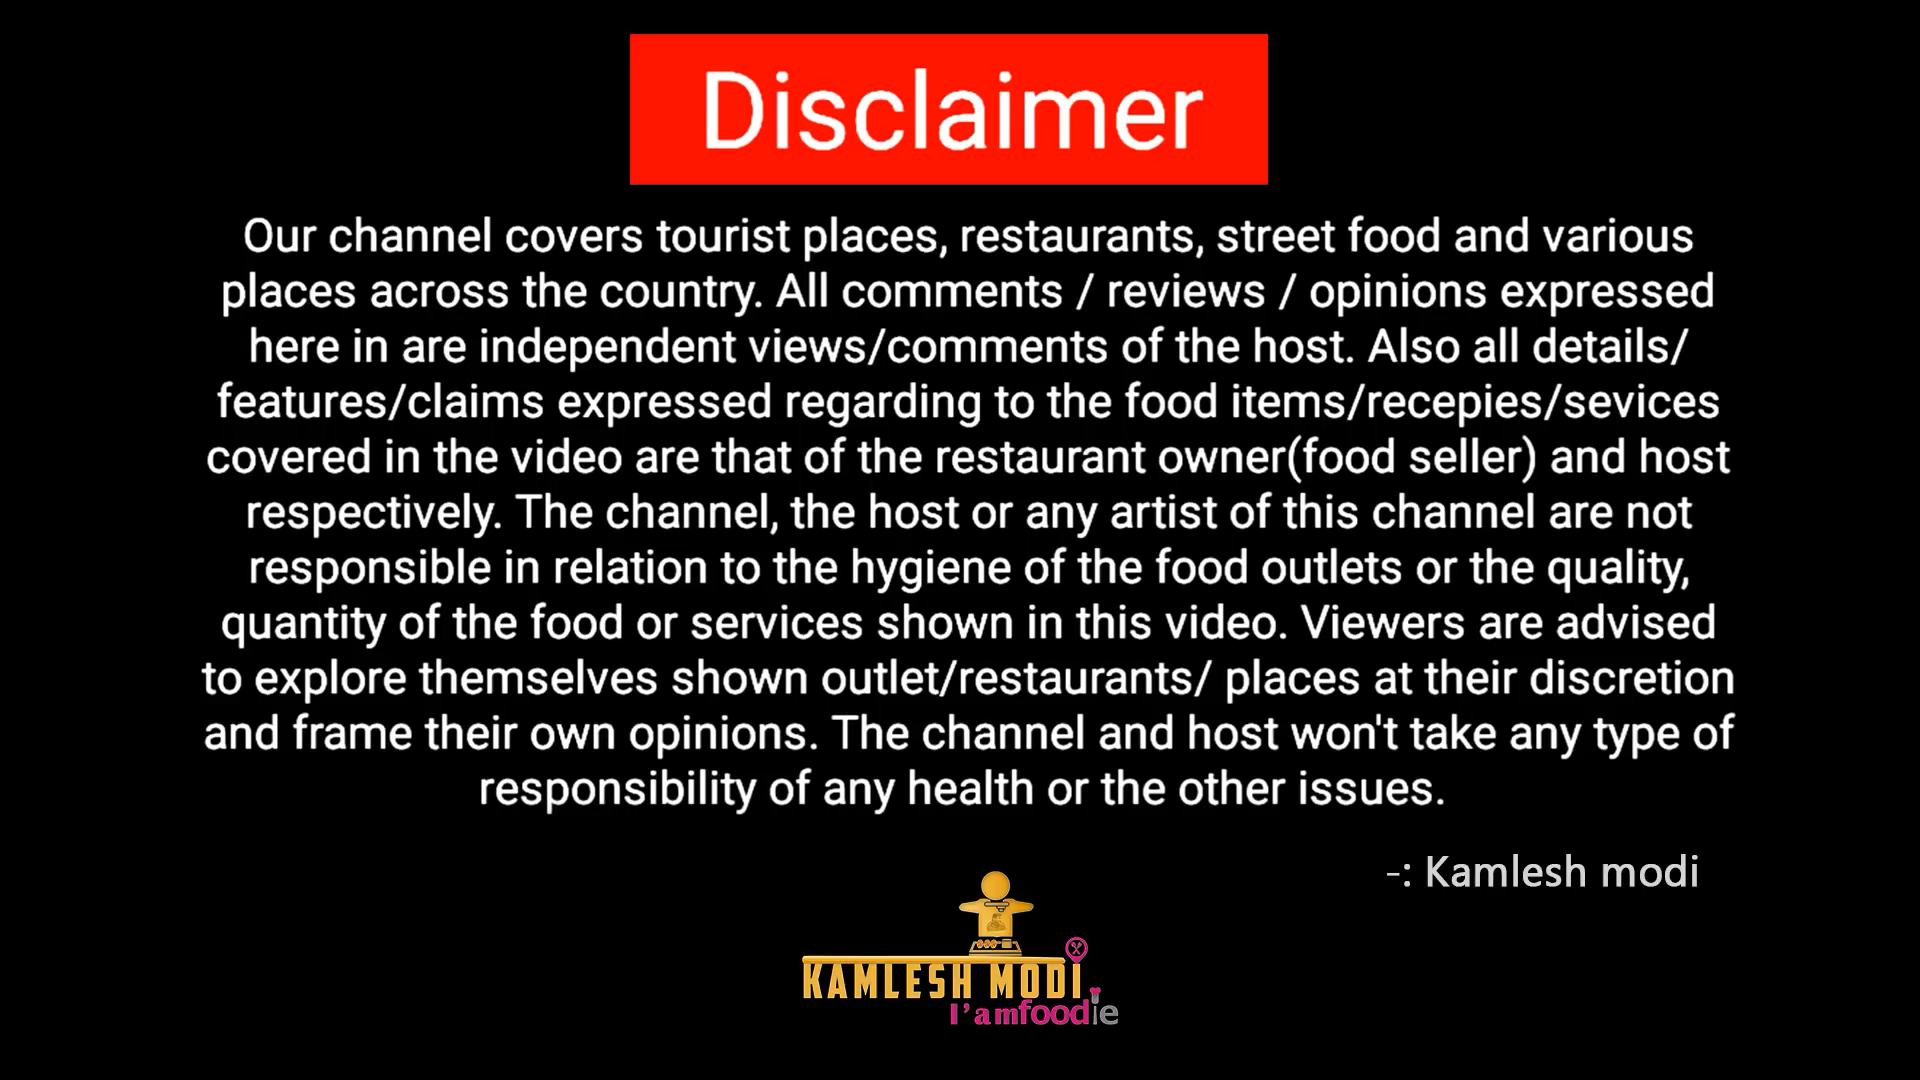 Disclaimer
Our channel covers tourist places, restaurants, street food and various
places across the country. All comments / reviews / opinions expressed
here in are independent views/comments of the host. Also all details/
features/claims expressed regarding to the food items/recepies/sevices
covered in the video are that of the restaurant owner(food seller) and host
respectively. The channel, the host or any artist of this channel are not
responsible in relation to the hygiene of the food outlets or the quality,
quantity of the food or services shown in this video. Viewers are advised
to explore themselves shown outlet/restaurants/ places at their discretion
and frame their own opinions. The channel and host won't take any type of
responsibility of any health or the other issues.
-: Kamlesh modi
KAMLESH MODI
I'amfoodie